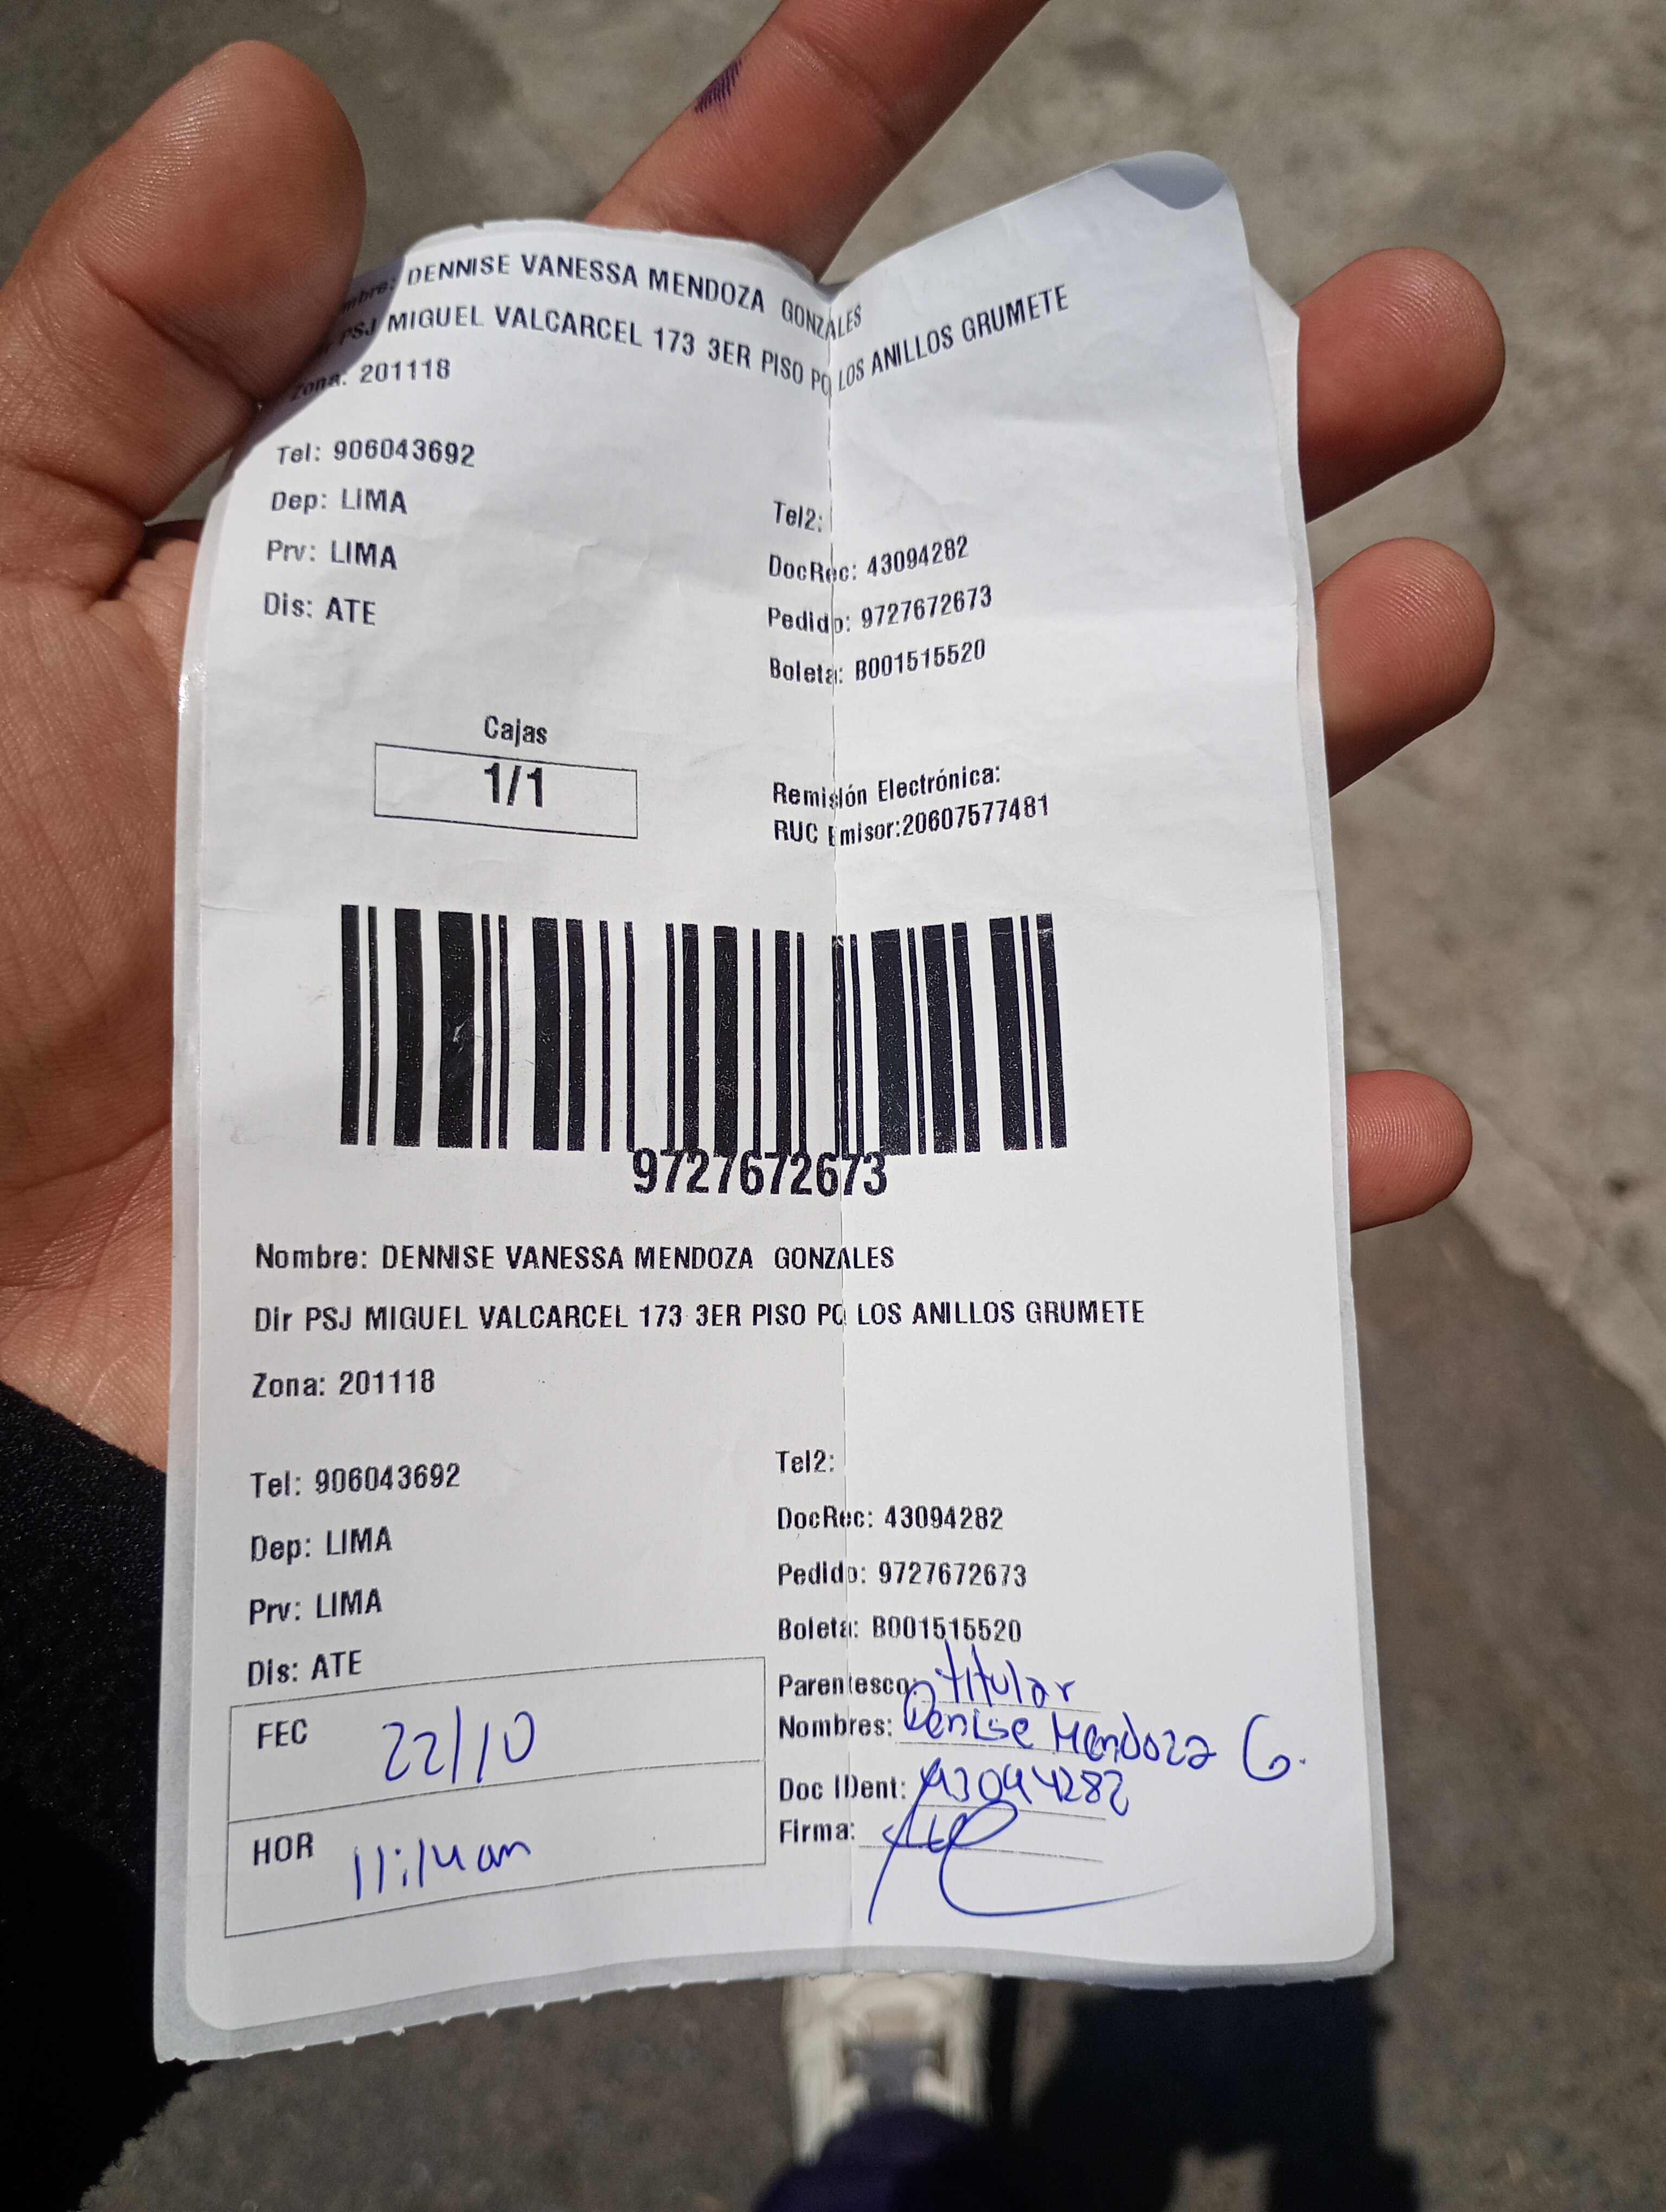 mbre: DENNISE VANESSA MENDOZA GONZALES
PSJ MIGUEL VALCARCEL 173 3ER PISO PQ LOS ANILLOS GRUMETE
Zona: 201118
Tel: 906043692
Tel2:
Dep: LIMA
DocRec: 43094282
Prv: LIMA
Pedido: 9727672673
Dis: ATE
Boleta: B001515520
Cajas
1/1
Remisión Electrónica:
RUC Emisor:20607577481
9727672673
Nombre: DENNISE VANESSA MENDOZA GONZALES
Dir PSJ MIGUEL VALCARCEL 173 3ER PISO PQ LOS ANILLOS GRUMETE
Zona: 201118
Tel: 906043692
Tel2:
Dep: LIMA
DocRec: 43094282
Prv: LIMA
Pedido: 9727672673
Dis: ATE
Boleta: B001515520
Parentesco: titular
FEC 22/10
Nombres: Denise Mendoza G.
Doc IDent: 43094282
HOR 11:14am
Firma: